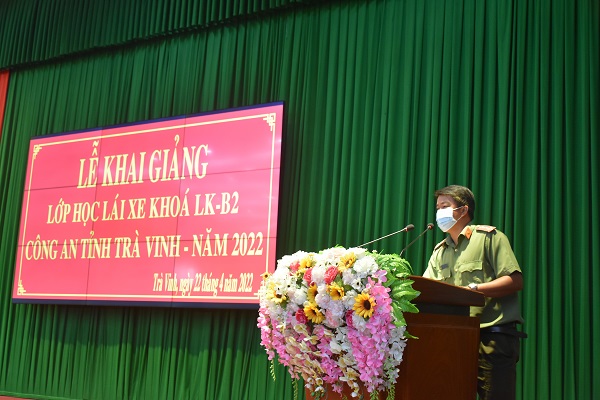 LỄ KHAI GIẢNG
LỚP HỌC LÁI XE KHOÁ LK-B2
CÔNG AN TỈNH TRÀ VINH - NĂM 2022
Trà Vinh, ngày 22 tháng 4 năm 2022